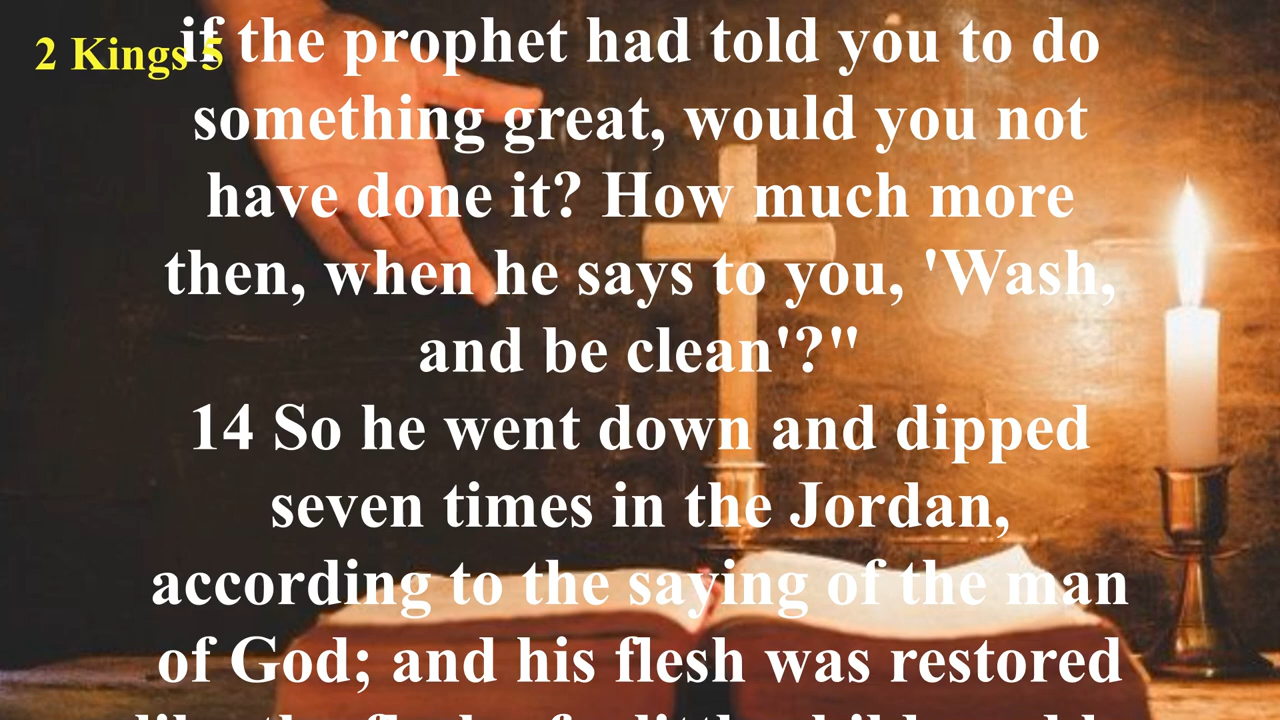 2 Kings 5
if the prophet had told you to do
something great, would you not
have done it? How much more
then, when he says to you, 'Wash,
and be clean'?"
14 So he went down and dipped
seven times in the Jordan,
according to the saying of the man
of God; and his flesh was restored